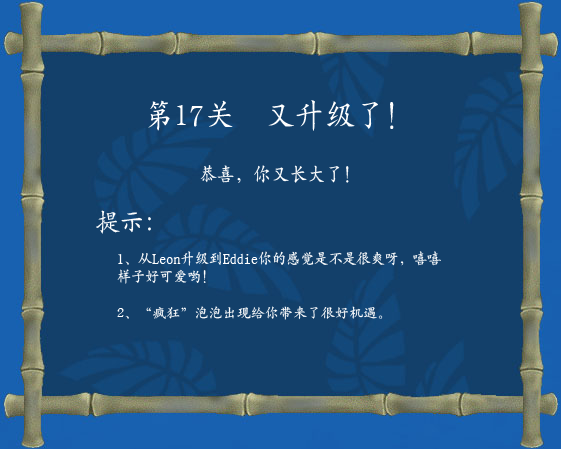 第17关 又升级了！
恭喜，你又长大了！
提示：
1、从Leon升级到Eddie你的感觉是不是很爽呀，嘻嘻
样子好可爱哟！
2、“疯狂”泡泡出现给你带来了很好机遇。